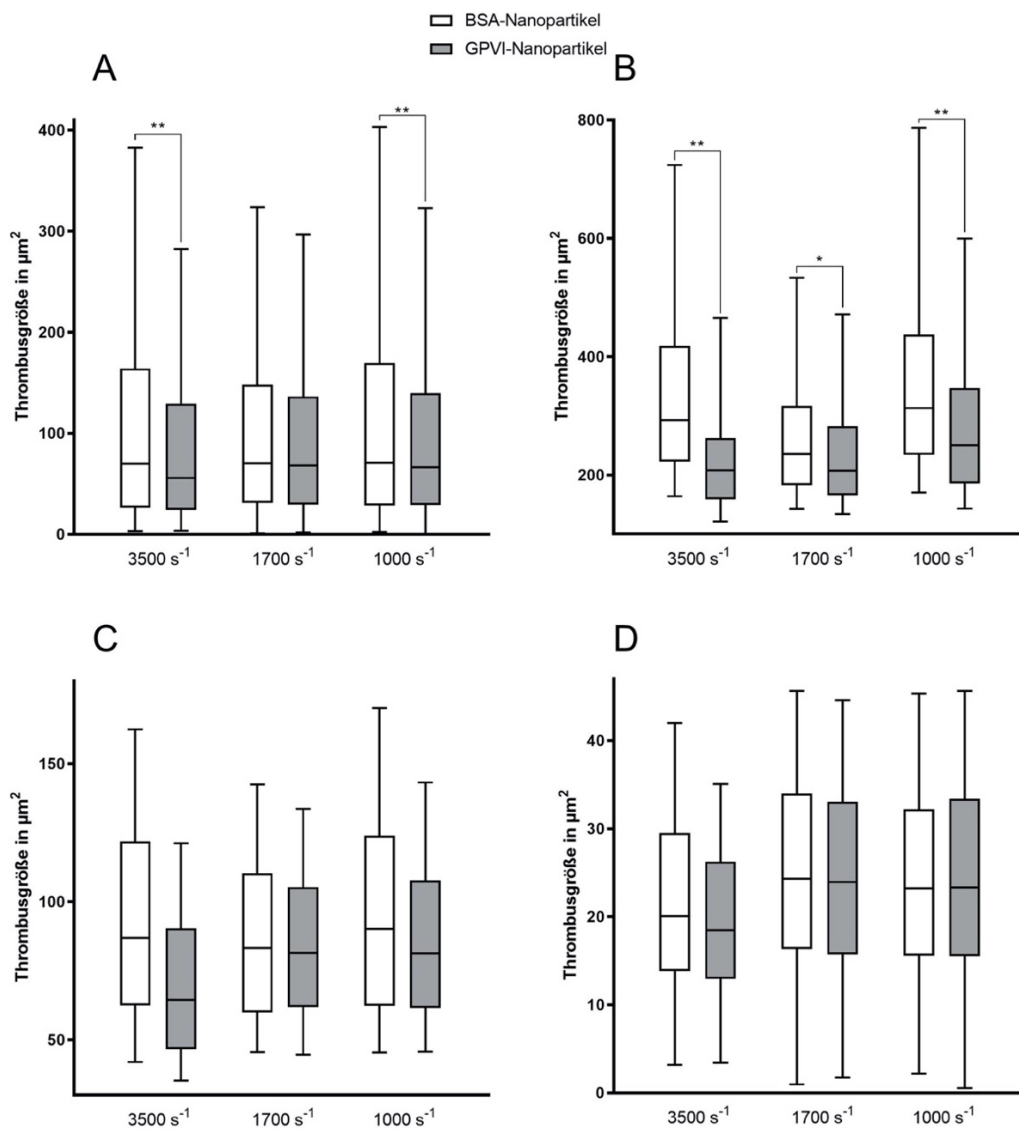 BSA-Nanopartikel
GPVI-Nanopartikel
A
Thrombusgröße in µm²
400
300
200
100
0
**
**
3500 s⁻¹ 1700 s⁻¹ 1000 s⁻¹
B
Thrombusgröße in µm²
800
600
400
200
**
*
**
3500 s⁻¹ 1700 s⁻¹ 1000 s⁻¹
C
Thrombusgröße in µm²
150
100
50
3500 s⁻¹ 1700 s⁻¹ 1000 s⁻¹
D
Thrombusgröße in µm²
40
30
20
10
0
3500 s⁻¹ 1700 s⁻¹ 1000 s⁻¹